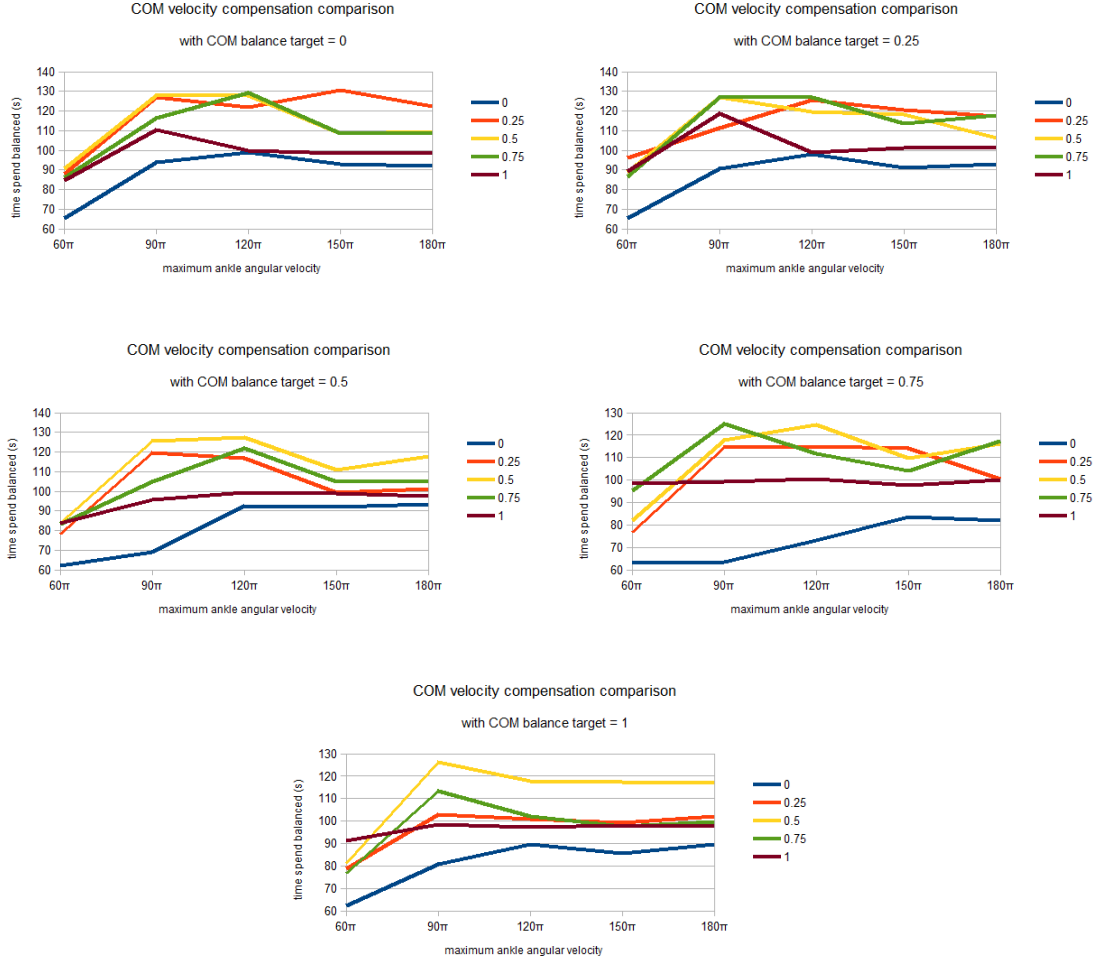 COM velocity compensation comparison
with COM balance target = 0
time spend balanced (s)
140
130
120
110
100
90
80
70
60
60π 90π 120π 150π 180π
maximum ankle angular velocity
0
0.25
0.5
0.75
1
COM velocity compensation comparison
with COM balance target = 0.25
time spend balanced (s)
140
130
120
110
100
90
80
70
60
60π 90π 120π 150π 180π
maximum ankle angular velocity
0
0.25
0.5
0.75
1
COM velocity compensation comparison
with COM balance target = 0.5
time spend balanced (s)
140
130
120
110
100
90
80
70
60
60π 90π 120π 150π 180π
maximum ankle angular velocity
0
0.25
0.5
0.75
1
COM velocity compensation comparison
with COM balance target = 0.75
time spend balanced (s)
130
120
110
100
90
80
70
60
60π 90π 120π 150π 180π
maximum ankle angular velocity
0
0.25
0.5
0.75
1
COM velocity compensation comparison
with COM balance target = 1
time spend balanced (s)
130
120
110
100
90
80
70
60
60π 90π 120π 150π 180π
maximum ankle angular velocity
0
0.25
0.5
0.75
1